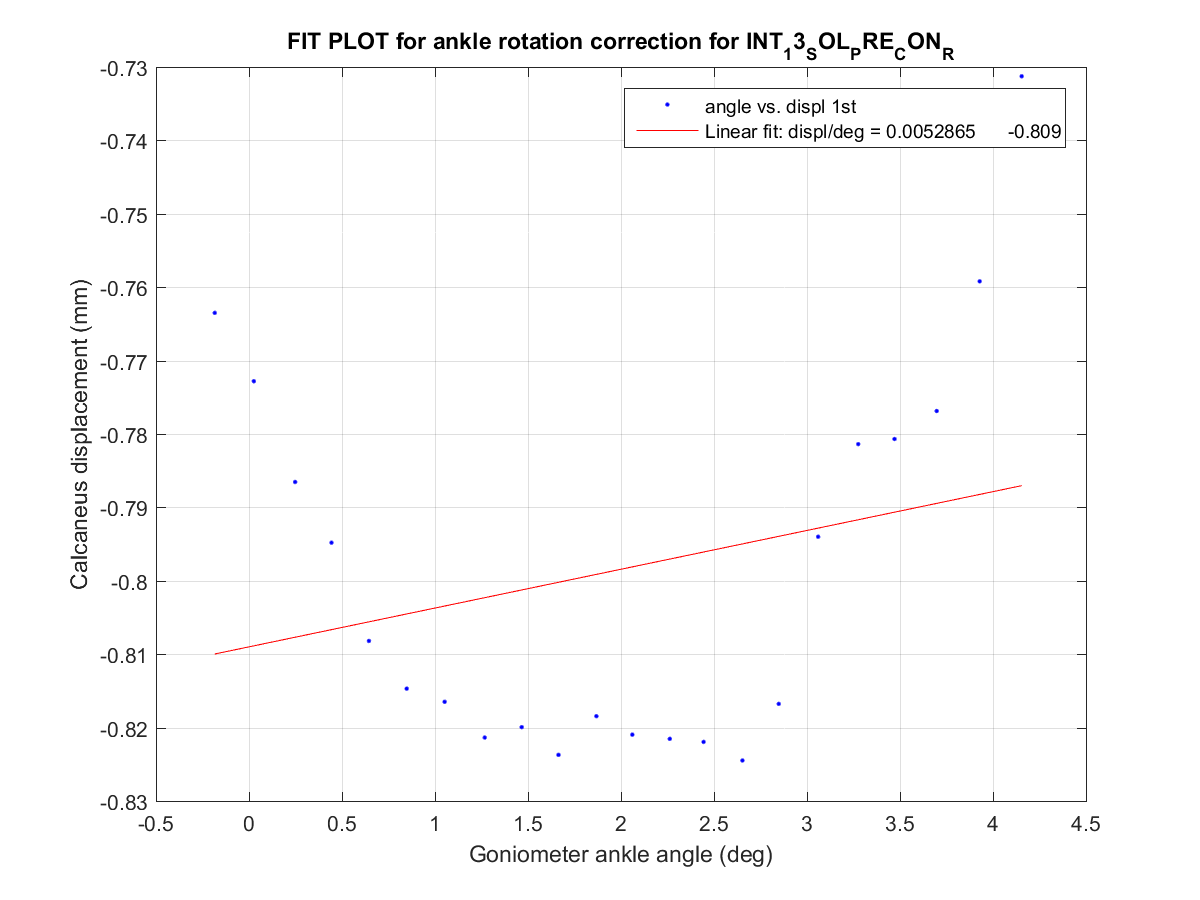 FIT PLOT for ankle rotation correction for INT₁3ₛOLₚRE꜀ONᵣ
angle vs. displ 1st
Linear fit: displ/deg = 0.0052865 -0.809
-0.73
-0.74
-0.75
-0.76
-0.77
-0.78
-0.79
-0.8
-0.81
-0.82
-0.83
Calcaneus displacement (mm)
-0.5 0 0.5 1 1.5 2 2.5 3 3.5 4 4.5
Goniometer ankle angle (deg)